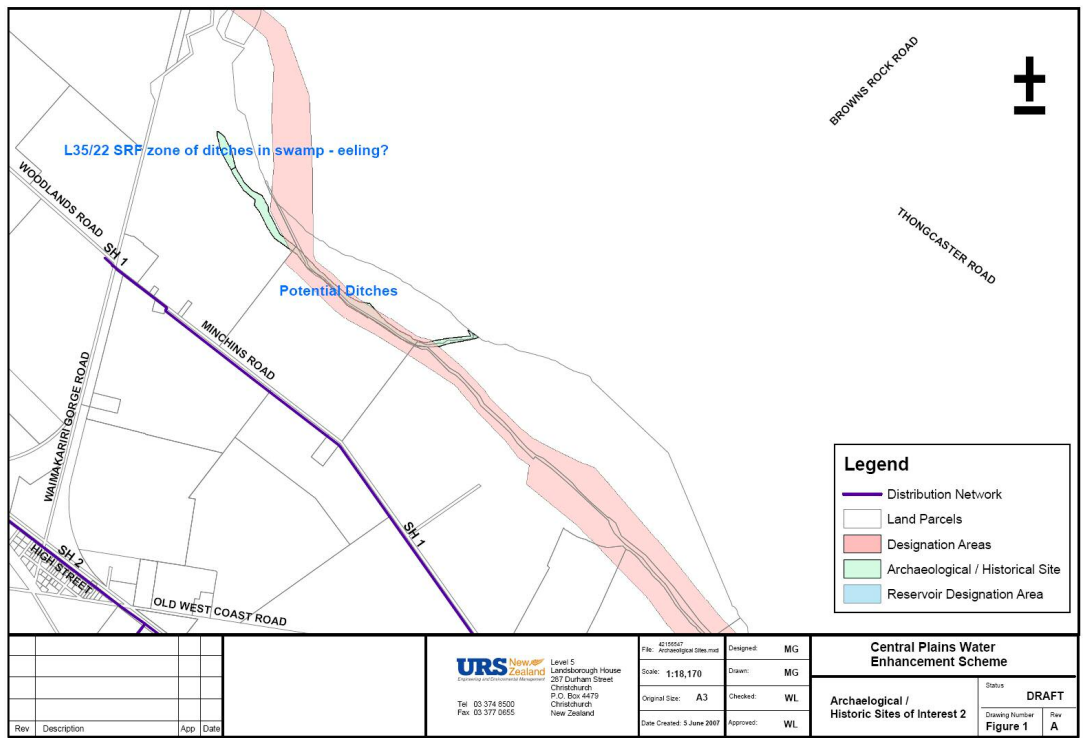 BROWNS ROCK ROAD
L35/22 SRF zone of ditches in swamp - eeling?
WOODLANDS ROAD
THONGCASTER ROAD
SH 1
Potential Ditches
MINCHINS ROAD
WAIMAKARIRI GORGE ROAD
SH 1
SH 2
HIGH STREET
OLD WEST COAST ROAD
Legend
Distribution Network
Land Parcels
Designation Areas
Archaeological / Historical Site
Reservoir Designation Area
Rev Description App Date
URS New Zealand
Engineering and Environmental Management
Level 5
Landsborough House
287 Durham Street
Christchurch
P.O. Box 4479
Christchurch
New Zealand
Tel 03 374 8500
Fax 03 377 0655
File: 42156547
Archaeoligical Sites.mxd
Scale: 1:18,170
Original Size: A3
Date Created: 5 June 2007
Designed: MG
Drawn: MG
Checked: WL
Approved: WL
Central Plains Water
Enhancement Scheme
Archaelogical /
Historic Sites of Interest 2
Status
DRAFT
Drawing Number
Figure 1
Rev
A